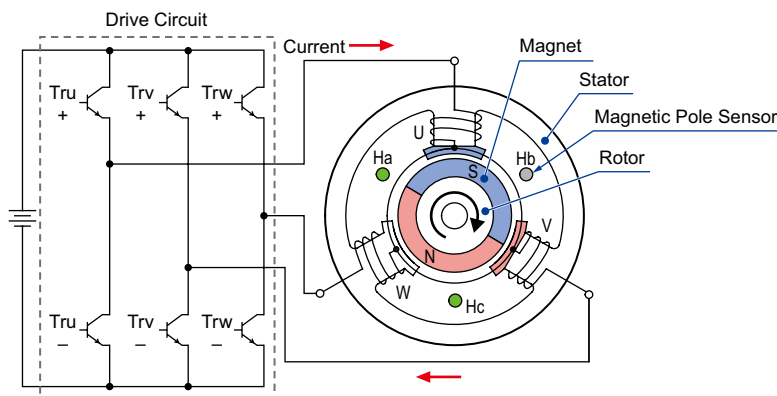 Drive Circuit
Current
Magnet
Stator
Magnetic Pole Sensor
Rotor
Tru
+
Trv
+
Trw
+
U
Ha
S
Hb
N
V
W
Hc
Tru
–
Trv
–
Trw
–